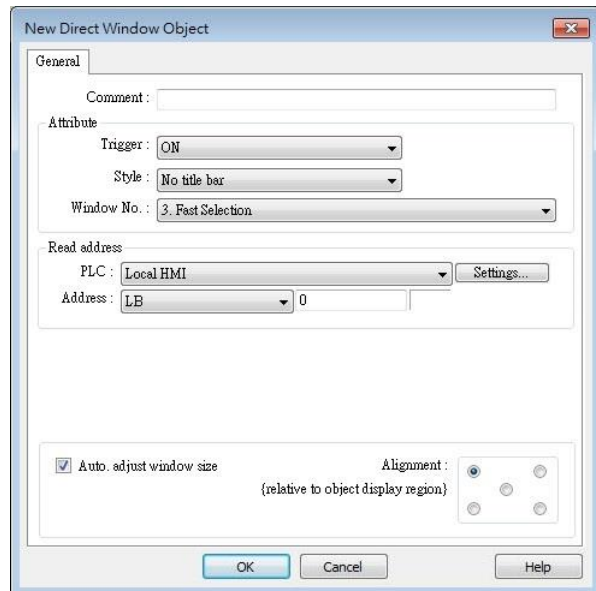 New Direct Window Object
General
Comment :
Attribute
Trigger : ON
Style : No title bar
Window No. : 3. Fast Selection
Read address
PLC : Local HMI Settings...
Address : LB 0
Auto. adjust window size Alignment :
{relative to object display region}
OK Cancel Help